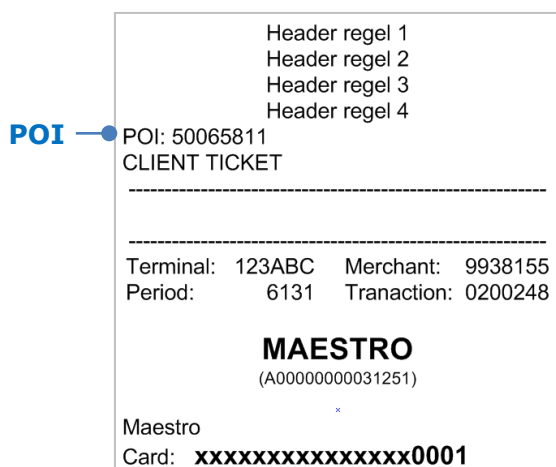 Header regel 1
Header regel 2
Header regel 3
Header regel 4
POI
POI: 50065811
CLIENT TICKET
----------------------------------------------------------
----------------------------------------------------------
Terminal: 123ABC Merchant: 9938155
Period: 6131 Tranaction: 0200248
MAESTRO
(A00000000031251)
x
Maestro
Card: xxxxxxxxxxxxxxx0001